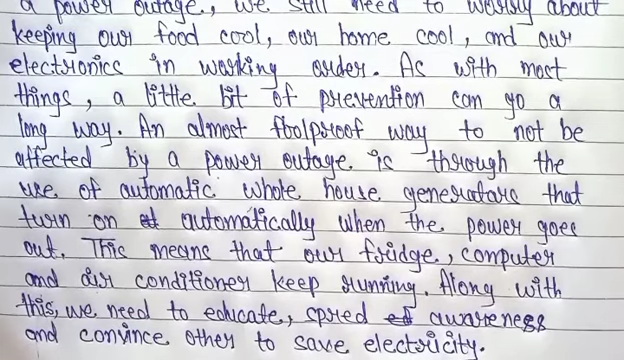 a power outage, we still need to worry about
keeping our food cool, our home cool, and our
electronics in working order. As with most
things, a little bit of prevention can go a
long way. An almost foolproof way to not be
affected by a power outage is through the
use of automatic whole house generators that
turn on automatically when the power goes
out. This means that our fridge, computer
and air conditioner keep running. Along with
this, we need to educate, spred awareness
and convince other to save electricity.